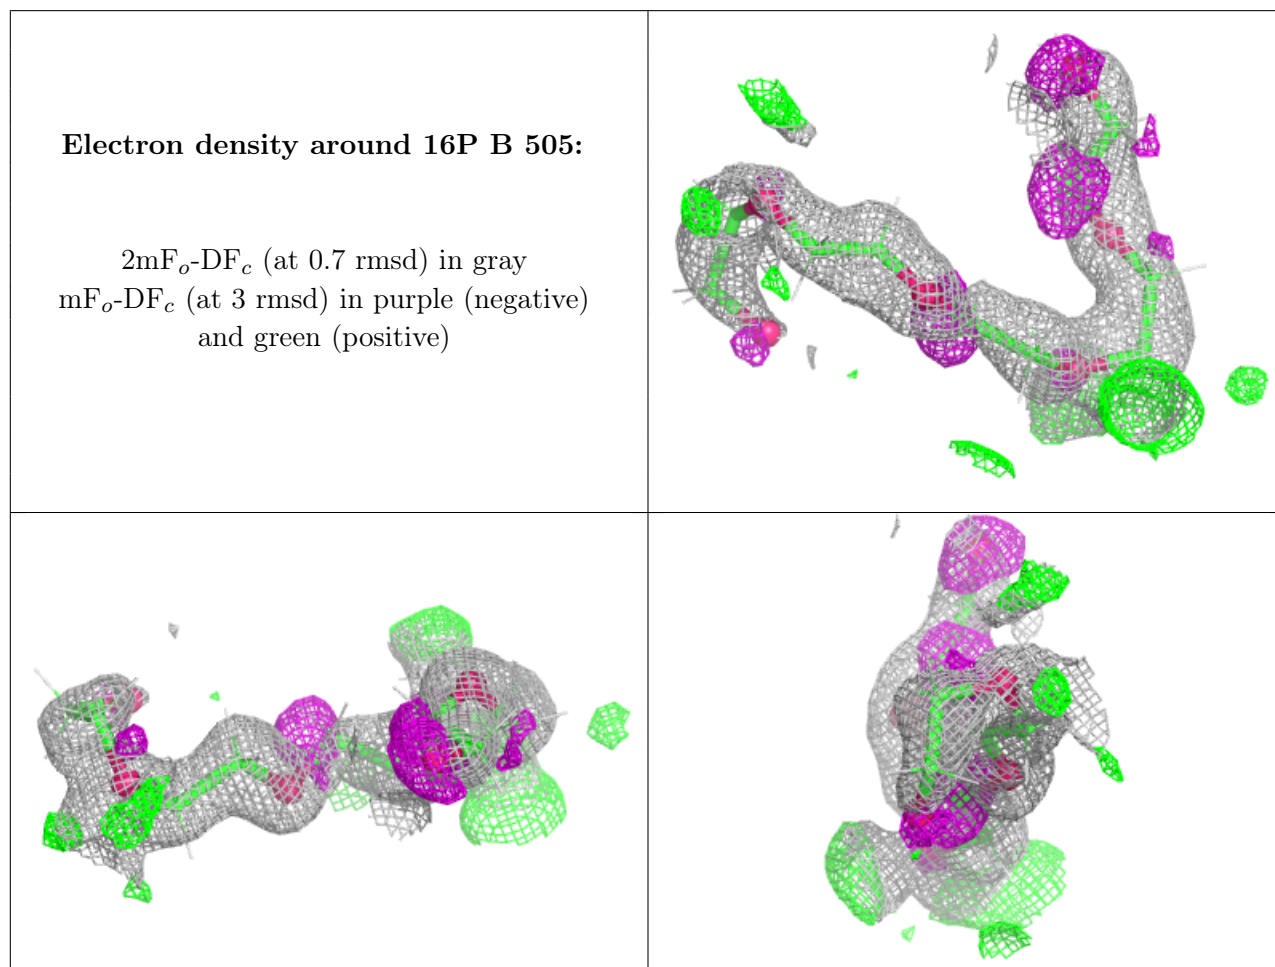 Electron density around 16P B 505:
2mFo-DFc (at 0.7 rmsd) in gray
mFo-DFc (at 3 rmsd) in purple (negative)
and green (positive)